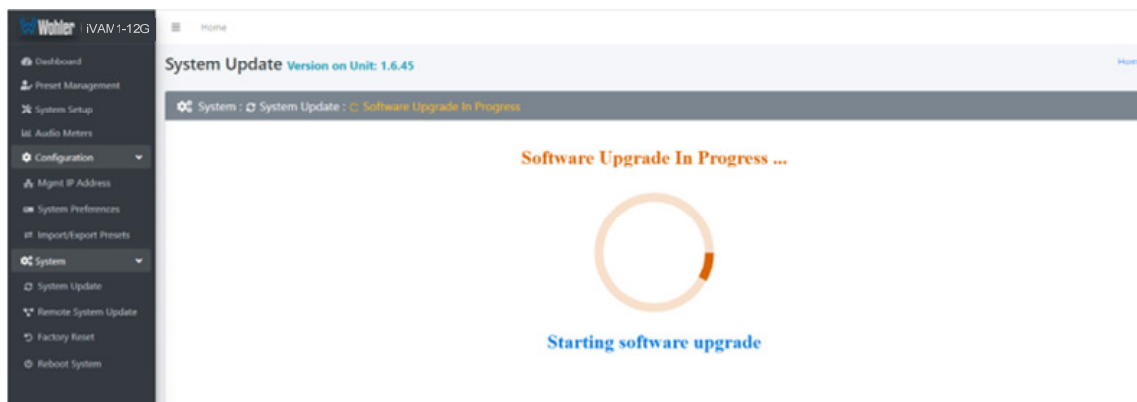 Wohler iVAM1-12G
Home
Dashboard
Preset Management
System Setup
Audio Meters
Configuration
Mgmt IP Address
System Preferences
Import/Export Presets
System
System Update
Remote System Update
Factory Reset
Reboot System
System Update Version on Unit: 1.6.45
Home
System : System Update : Software Upgrade In Progress
Software Upgrade In Progress ...
Starting software upgrade